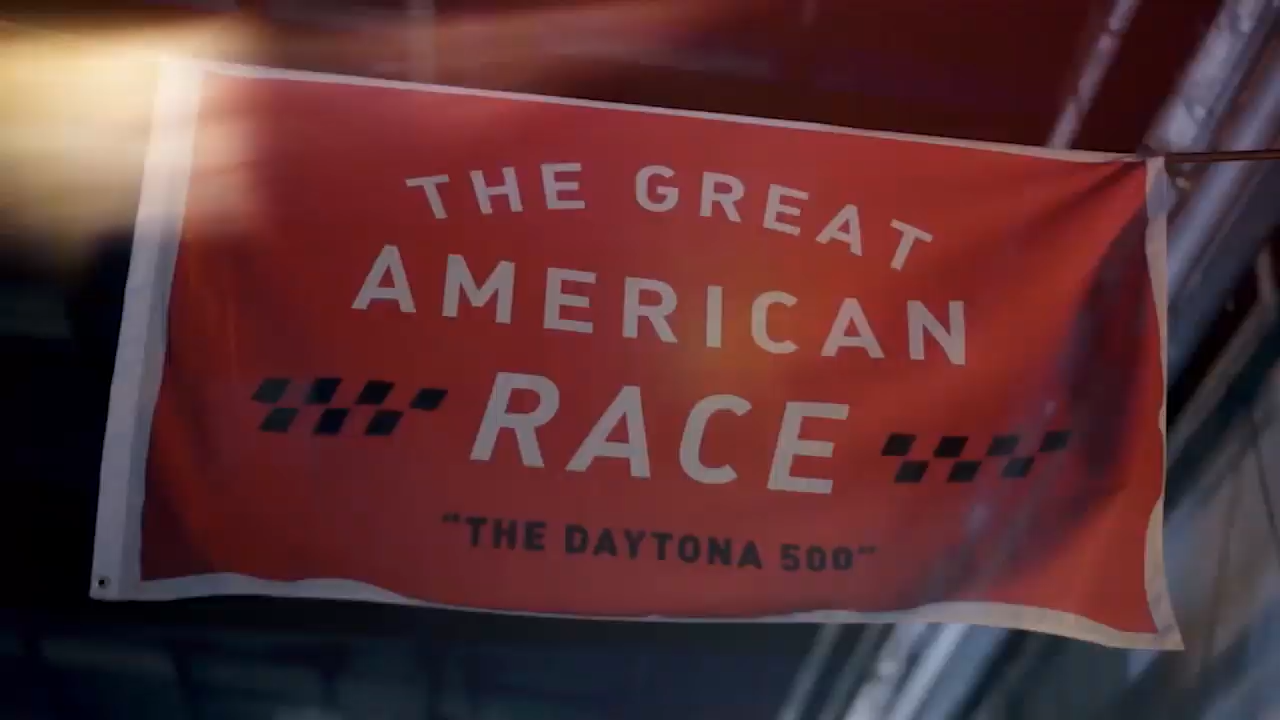 THE GREAT
AMERICAN
RACE
“THE DAYTONA 500”